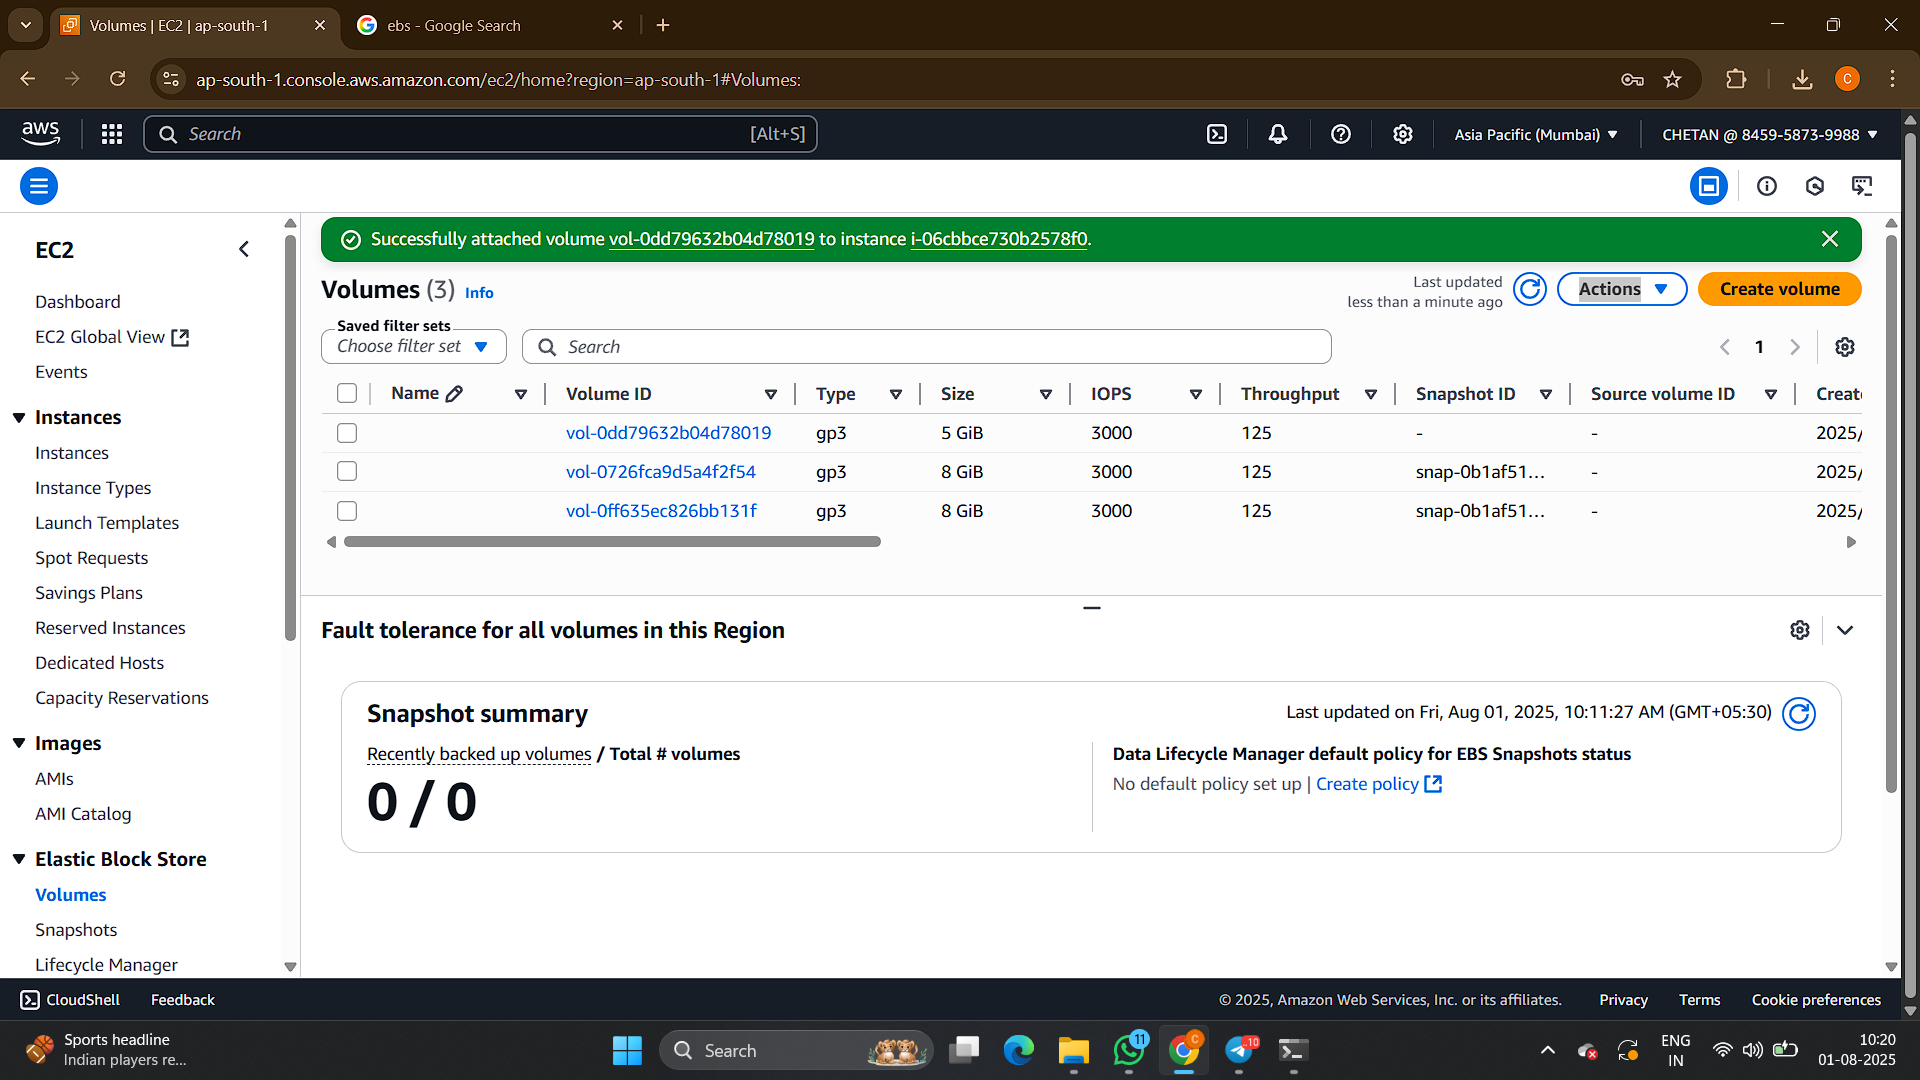 Volumes | EC2 | ap-south-1
ebs - Google Search
ap-south-1.console.aws.amazon.com/ec2/home?region=ap-south-1#Volumes:
C
aws
Search
[Alt+S]
Asia Pacific (Mumbai)
CHETAN @ 8459-5873-9988
EC2
Dashboard
EC2 Global View
Events
Instances
Instances
Instance Types
Launch Templates
Spot Requests
Savings Plans
Reserved Instances
Dedicated Hosts
Capacity Reservations
Images
AMIs
AMI Catalog
Elastic Block Store
Volumes
Snapshots
Lifecycle Manager
Successfully attached volume vol-0dd79632b04d78019 to instance i-06cbbce730b2578f0.
Volumes (3) Info
Last updated
less than a minute ago
Actions
Create volume
Saved filter sets
Choose filter set
Search
1
Name Volume ID Type Size IOPS Throughput Snapshot ID Source volume ID Creat
vol-0dd79632b04d78019 gp3 5 GiB 3000 125 - - 2025/
vol-0726fca9d5a4f2f54 gp3 8 GiB 3000 125 snap-0b1af51... - 2025/
vol-0ff635ec826bb131f gp3 8 GiB 3000 125 snap-0b1af51... - 2025/
Fault tolerance for all volumes in this Region
Snapshot summary
Last updated on Fri, Aug 01, 2025, 10:11:27 AM (GMT+05:30)
Recently backed up volumes / Total # volumes
0 / 0
Data Lifecycle Manager default policy for EBS Snapshots status
No default policy set up | Create policy
CloudShell
Feedback
© 2025, Amazon Web Services, Inc. or its affiliates.
Privacy
Terms
Cookie preferences
Sports headline
Indian players re...
Search
11
C
.10
ENG
IN
10:20
01-08-2025